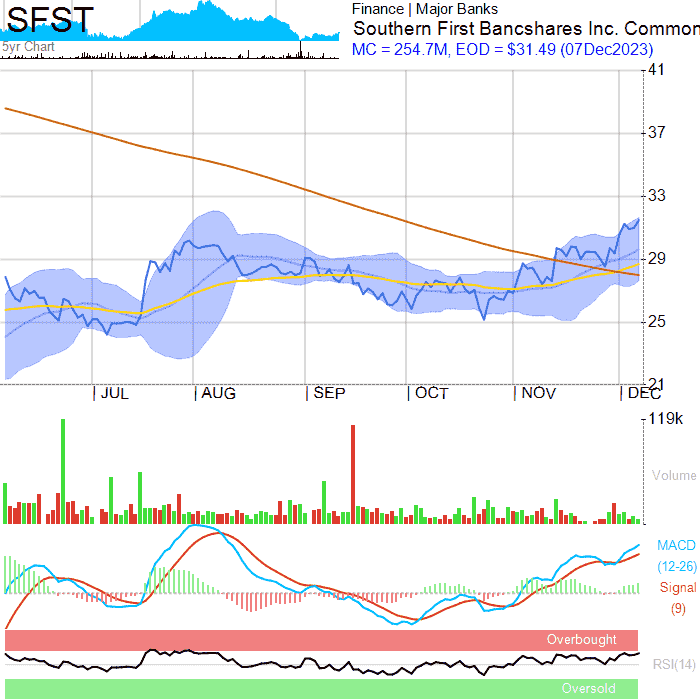 SFST
5yr Chart
Finance | Major Banks
Southern First Bancshares Inc. Common
MC = 254.7M, EOD = $31.49 (07Dec2023)
41
37
33
29
25
21
JUL AUG SEP OCT NOV DEC
119k
Volume
MACD
(12-26)
Signal
(9)
Overbought
RSI(14)
Oversold